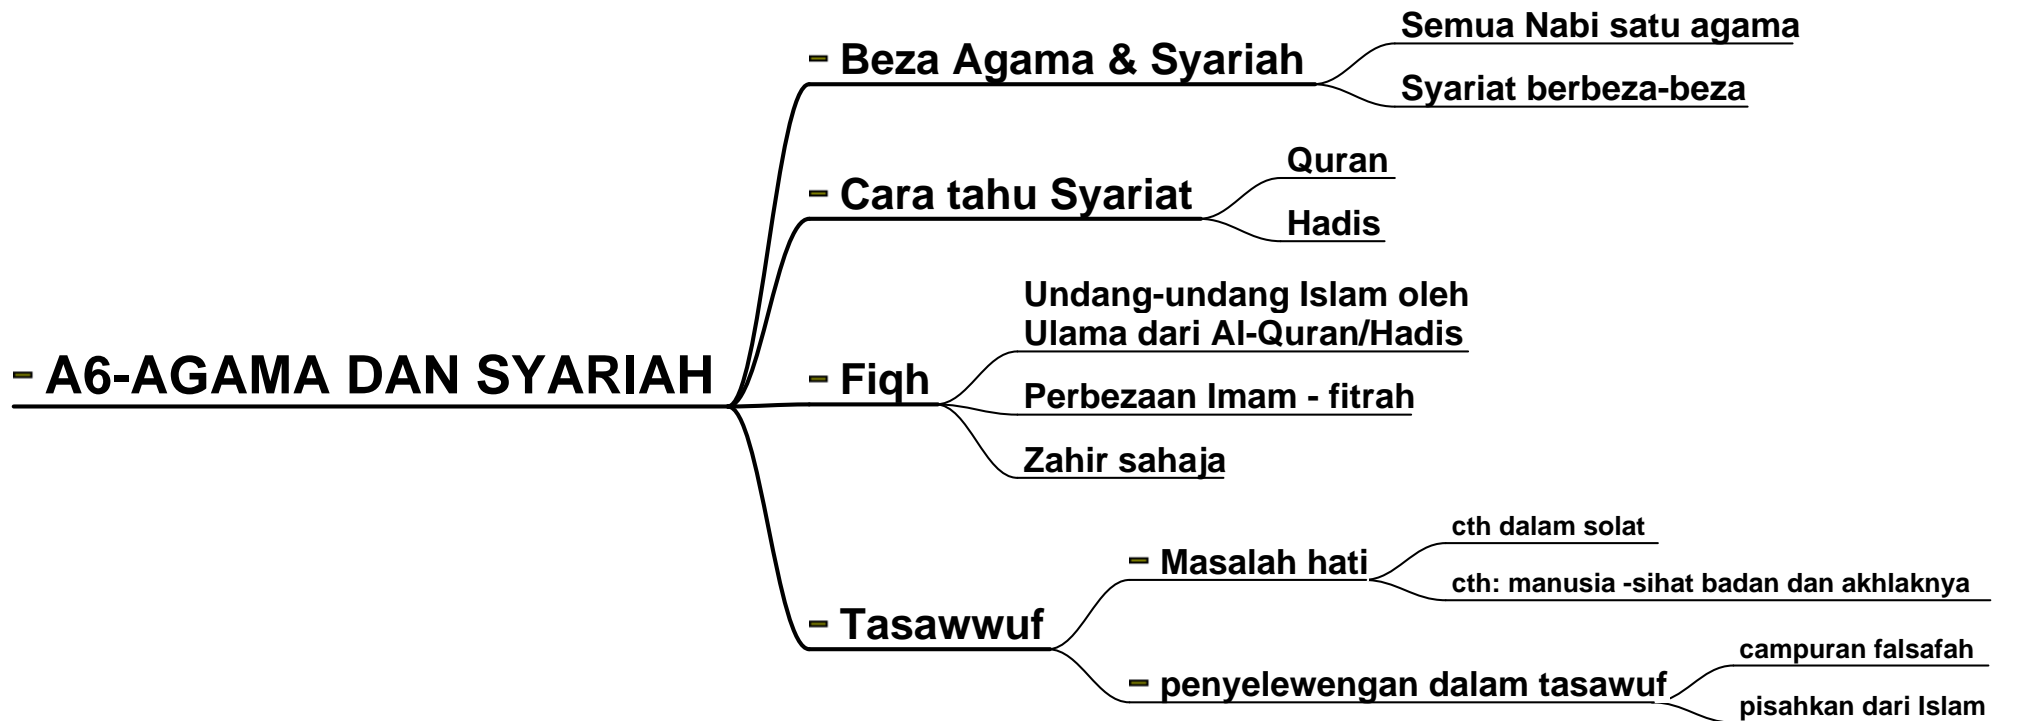 A6-AGAMA DAN SYARIAH
Beza Agama & Syariah
Semua Nabi satu agama
Syariat berbeza-beza
Cara tahu Syariat
Quran
Hadis
Fiqh
Undang-undang Islam oleh
Ulama dari Al-Quran/Hadis
Perbezaan Imam - fitrah
Zahir sahaja
Tasawwuf
Masalah hati
cth dalam solat
cth: manusia -sihat badan dan akhlaknya
penyelewengan dalam tasawuf
campuran falsafah
pisahkan dari Islam